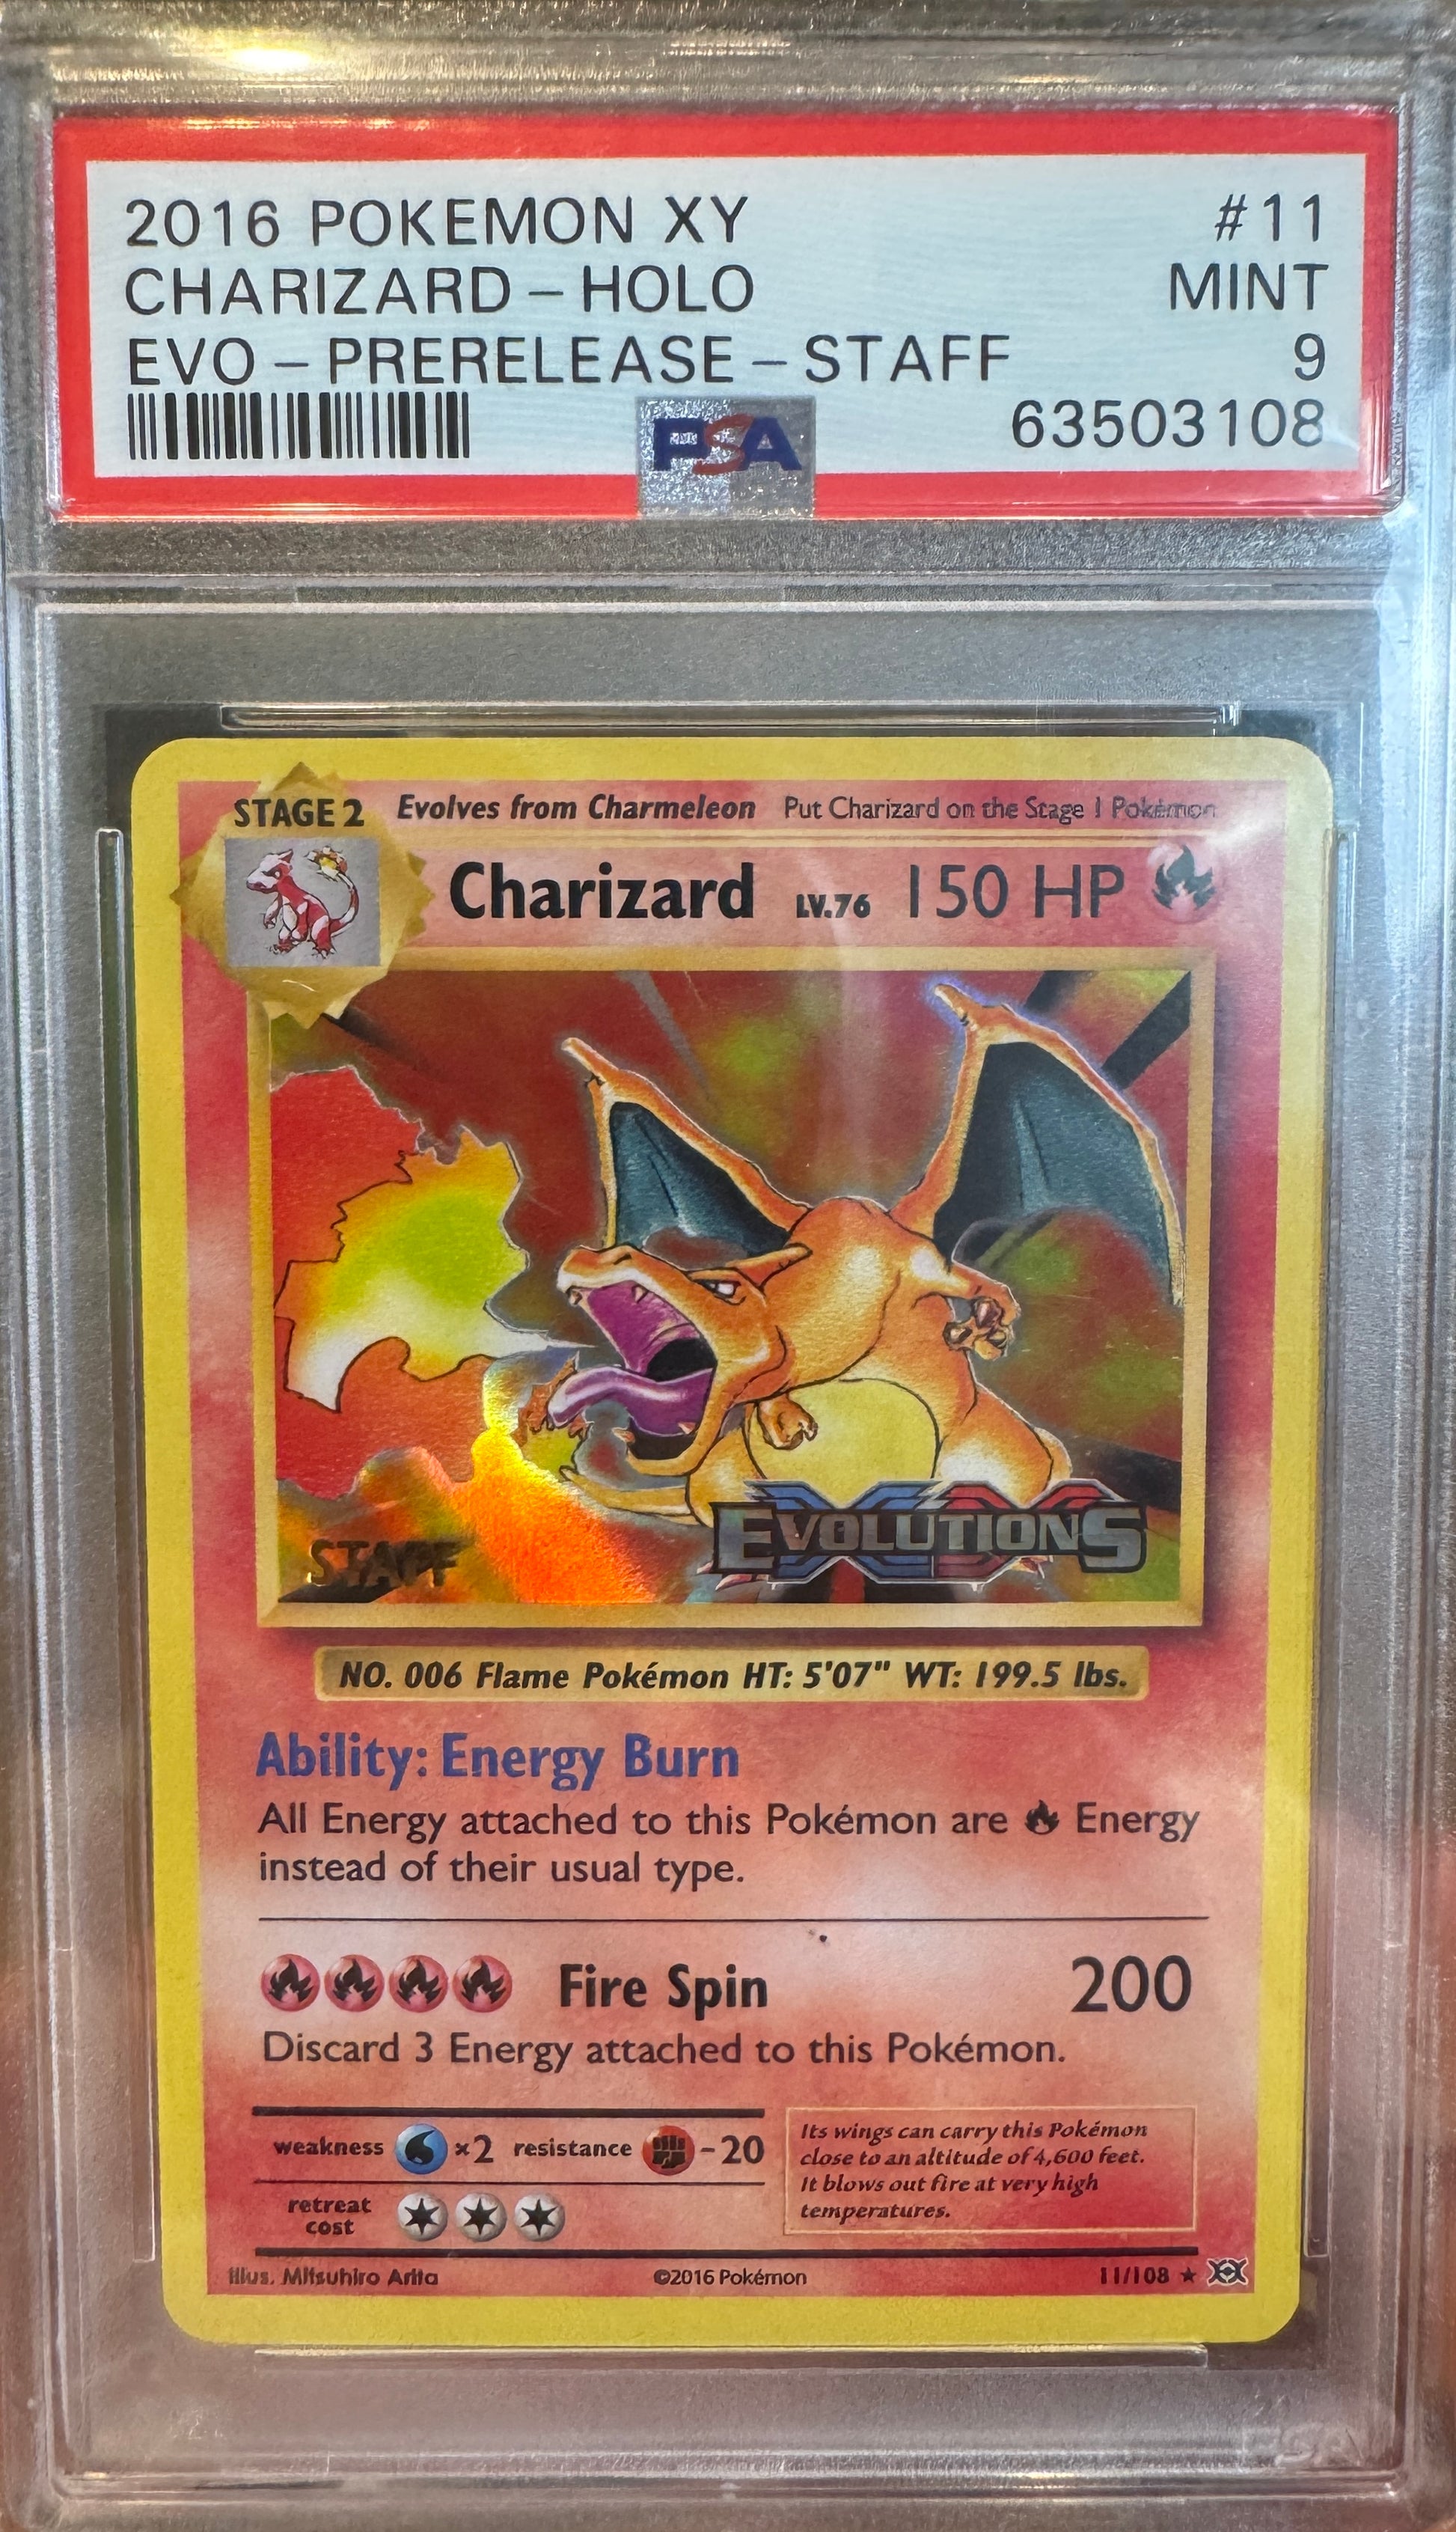 2016 POKEMON XY #11
CHARIZARD - HOLO MINT
EVO - PRERELEASE - STAFF 9
PSA 63503108
STAGE 2 Evolves from Charmeleon Put Charizard on the Stage 1 Pokémon
Charizard LV.76 150 HP
STAFF EVOLUTIONS
NO. 006 Flame Pokémon HT: 5'07" WT: 199.5 lbs.
Ability: Energy Burn
All Energy attached to this Pokémon are Energy
instead of their usual type.
Fire Spin 200
Discard 3 Energy attached to this Pokémon.
weakness ×2 resistance -20
retreat
cost
Its wings can carry this Pokémon
close to an altitude of 4,600 feet.
It blows out fire at very high
temperatures.
Illus. Mitsuhiro Arita ©2016 Pokémon 11/108 ★